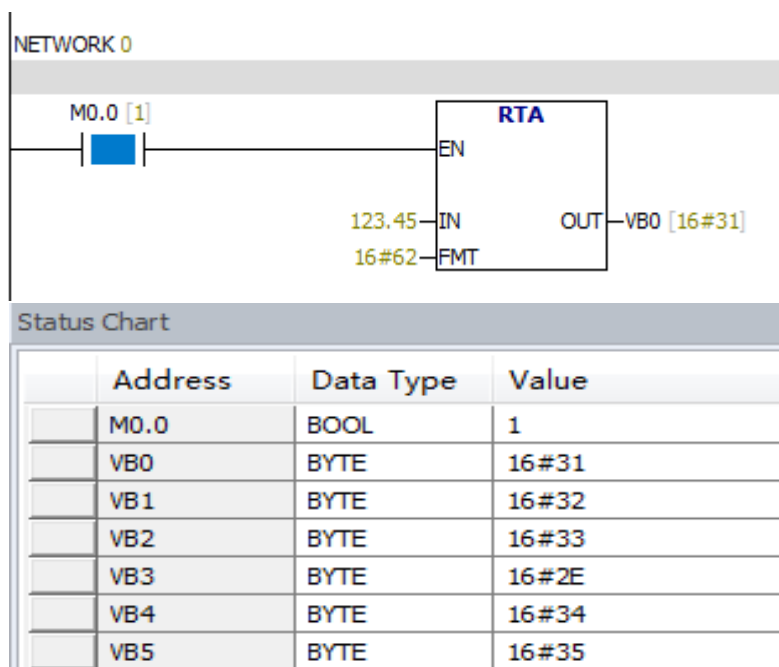 NETWORK 0
M0.0 [1]
RTA
EN
123.45 IN OUT VB0 [16#31]
16#62 FMT
Status Chart
Address Data Type Value
M0.0 BOOL 1
VB0 BYTE 16#31
VB1 BYTE 16#32
VB2 BYTE 16#33
VB3 BYTE 16#2E
VB4 BYTE 16#34
VB5 BYTE 16#35